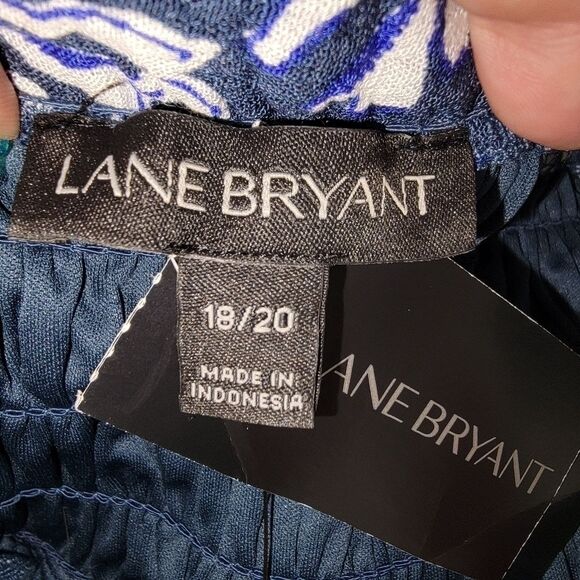 LANE BRYANT
18/20
MADE IN
INDONESIA
ANE BRYANT